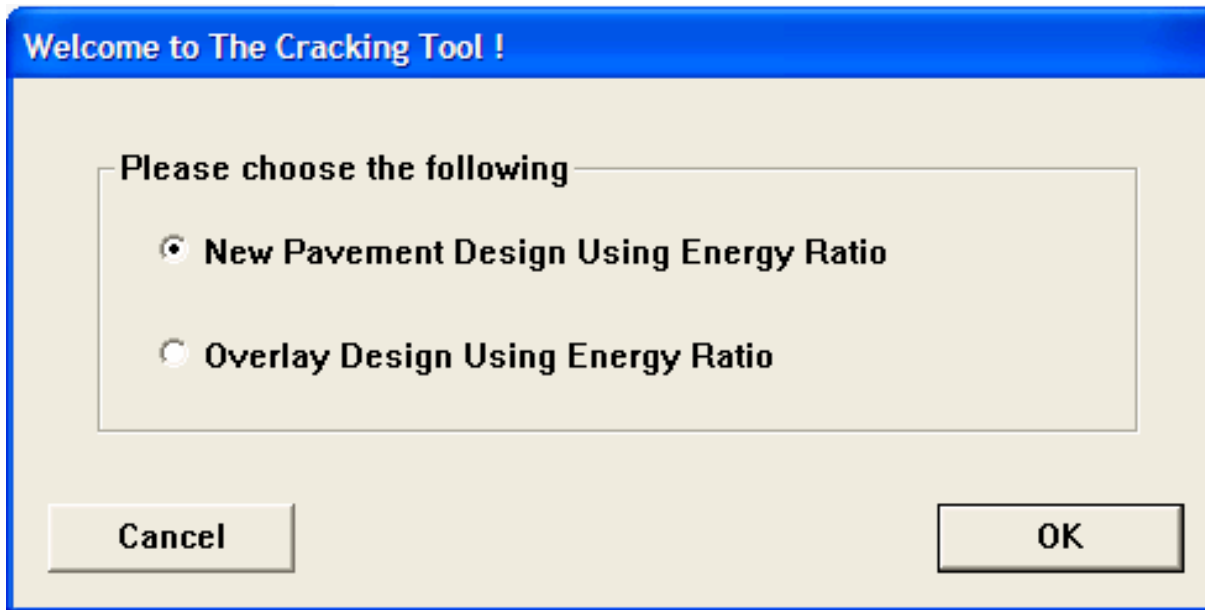 Welcome to The Cracking Tool !
Please choose the following
New Pavement Design Using Energy Ratio
Overlay Design Using Energy Ratio
Cancel
OK